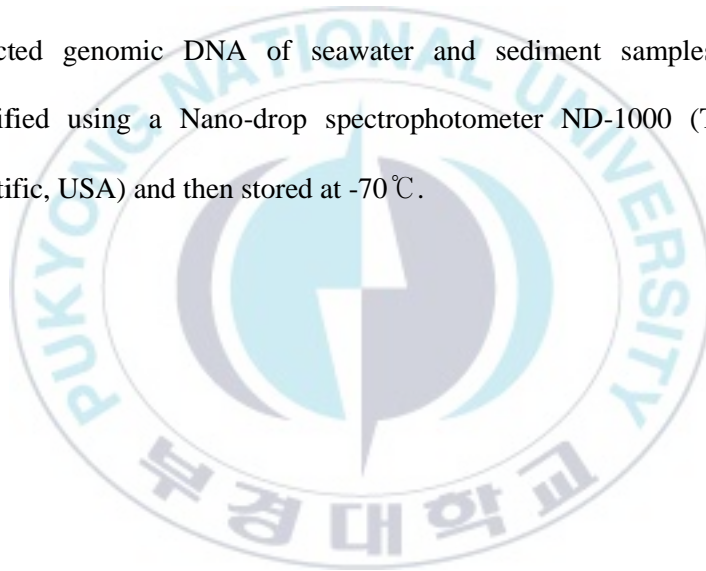 cted genomic DNA of seawater and sediment samples
ified using a Nano-drop spectrophotometer ND-1000 (T
tific, USA) and then stored at -70℃.
PUKYONG NATIONAL UNIVERSITY
부경대학교